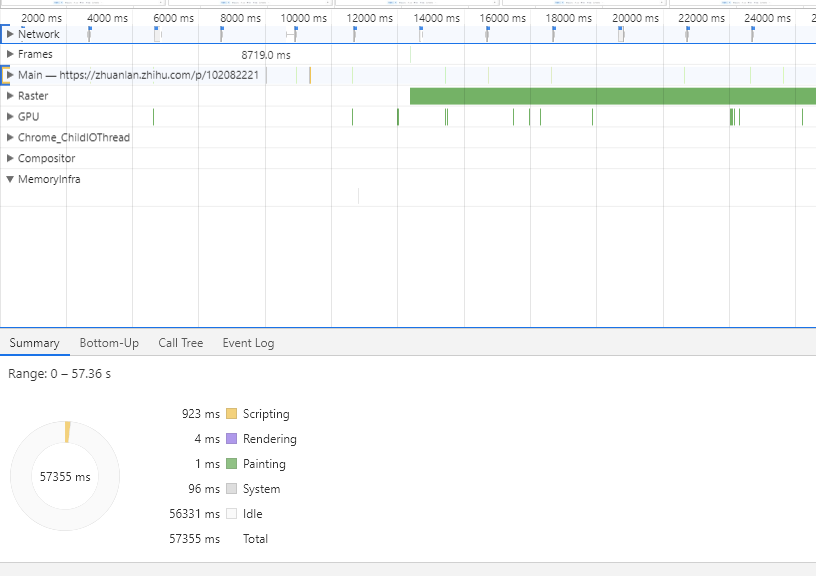 2000 ms 4000 ms 6000 ms 8000 ms 10000 ms 12000 ms 14000 ms 16000 ms 18000 ms 20000 ms 22000 ms 24000 ms 2
Network
Frames 8719.0 ms
Main — https://zhuanlan.zhihu.com/p/102082221
Raster
GPU
Chrome_ChildIOThread
Compositor
MemoryInfra
Summary Bottom-Up Call Tree Event Log
Range: 0 – 57.36 s
923 ms Scripting
4 ms Rendering
1 ms Painting
57355 ms
96 ms System
56331 ms Idle
57355 ms Total